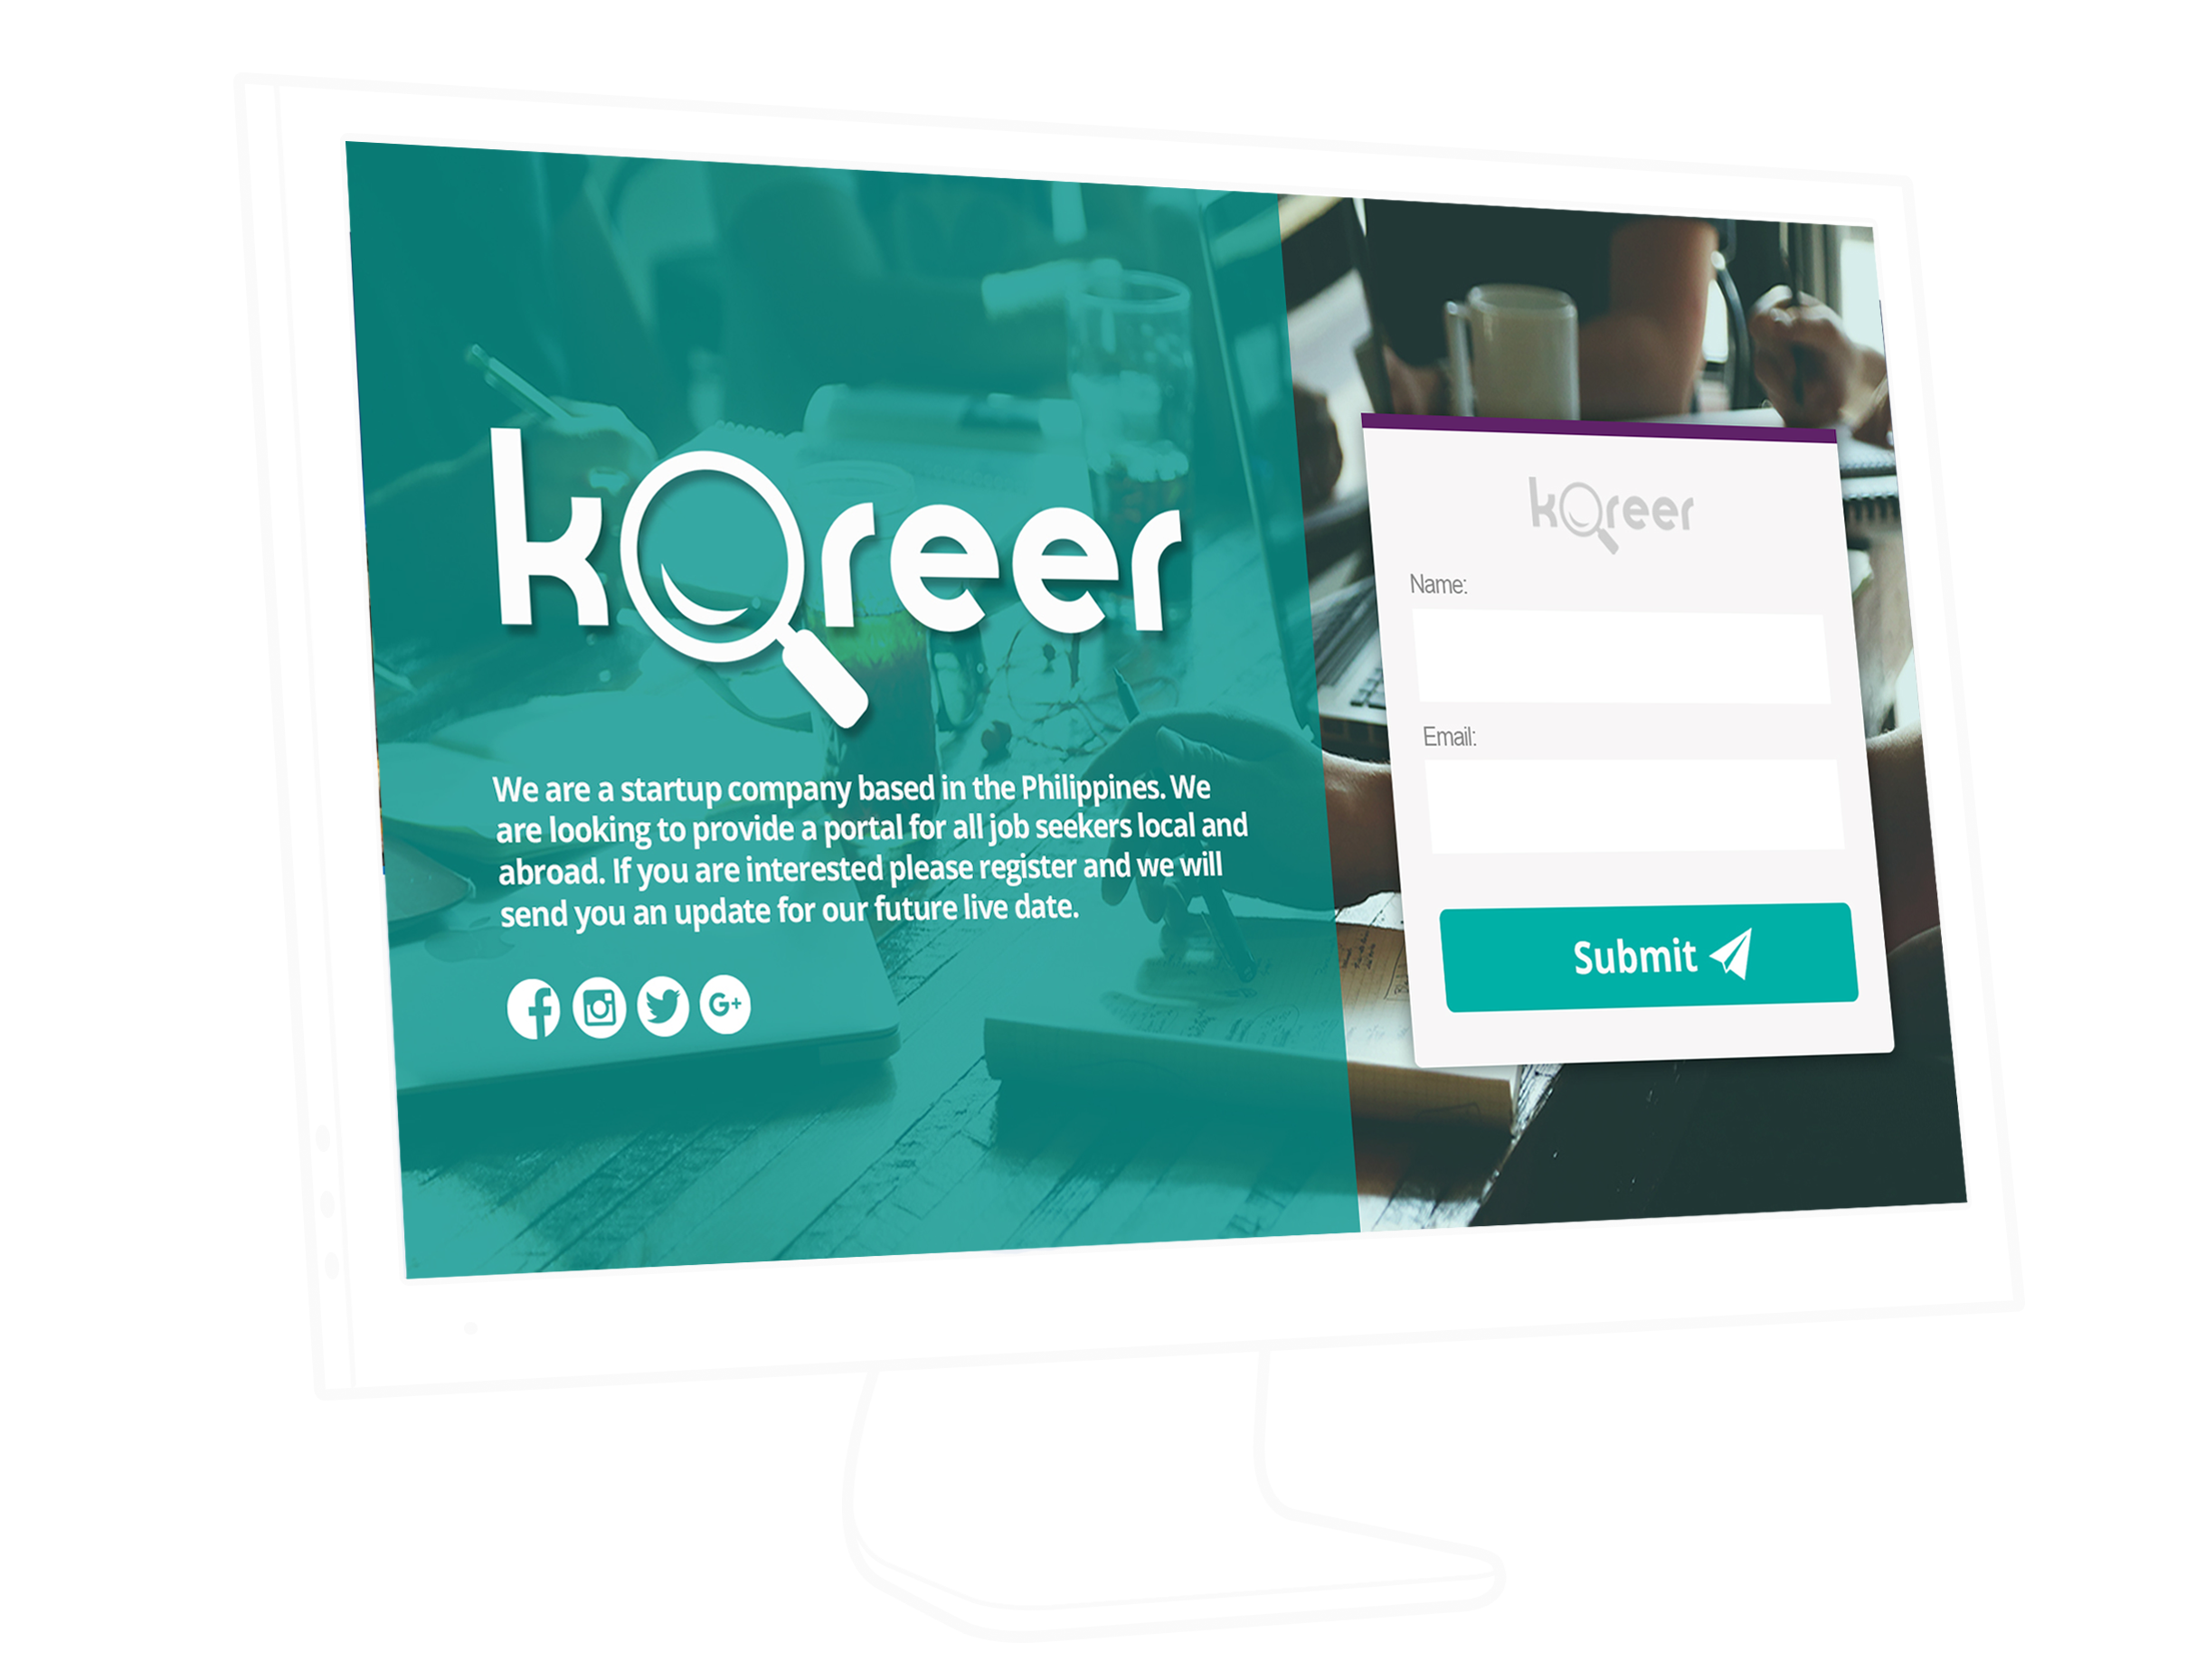 kareer
We are a startup company based in the Philippines. We
are looking to provide a portal for all job seekers local and
abroad. If you are interested please register and we will
send you an update for our future live date.
G+
kareer
Name:
Email:
Submit